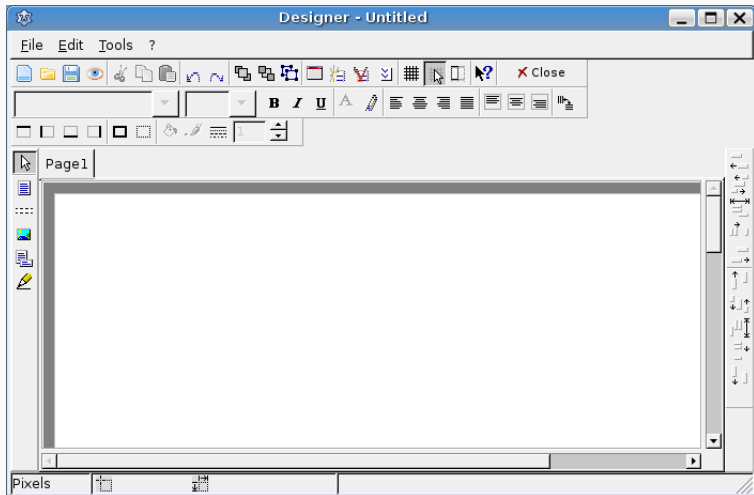 Designer - Untitled
File Edit Tools ?
Close
B I U A
1
Page1
Pixels